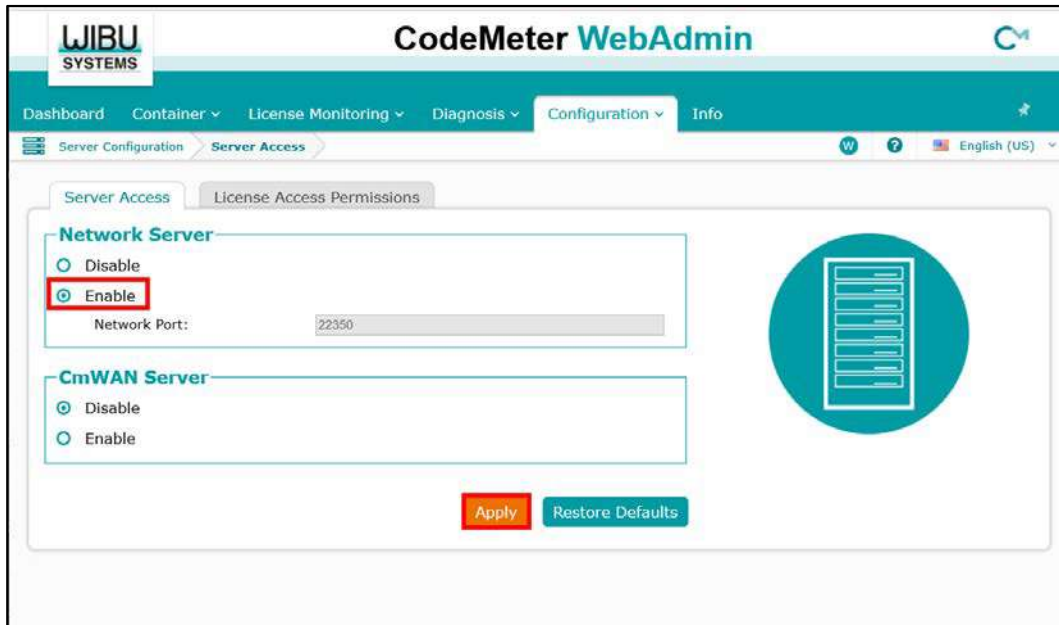 WIBU
SYSTEMS
CodeMeter WebAdmin
CM
Dashboard Container License Monitoring Diagnosis Configuration Info
Server Configuration Server Access W ? English (US)
Server Access License Access Permissions
Network Server
Disable
Enable
Network Port: 22350
CmWAN Server
Disable
Enable
Apply Restore Defaults